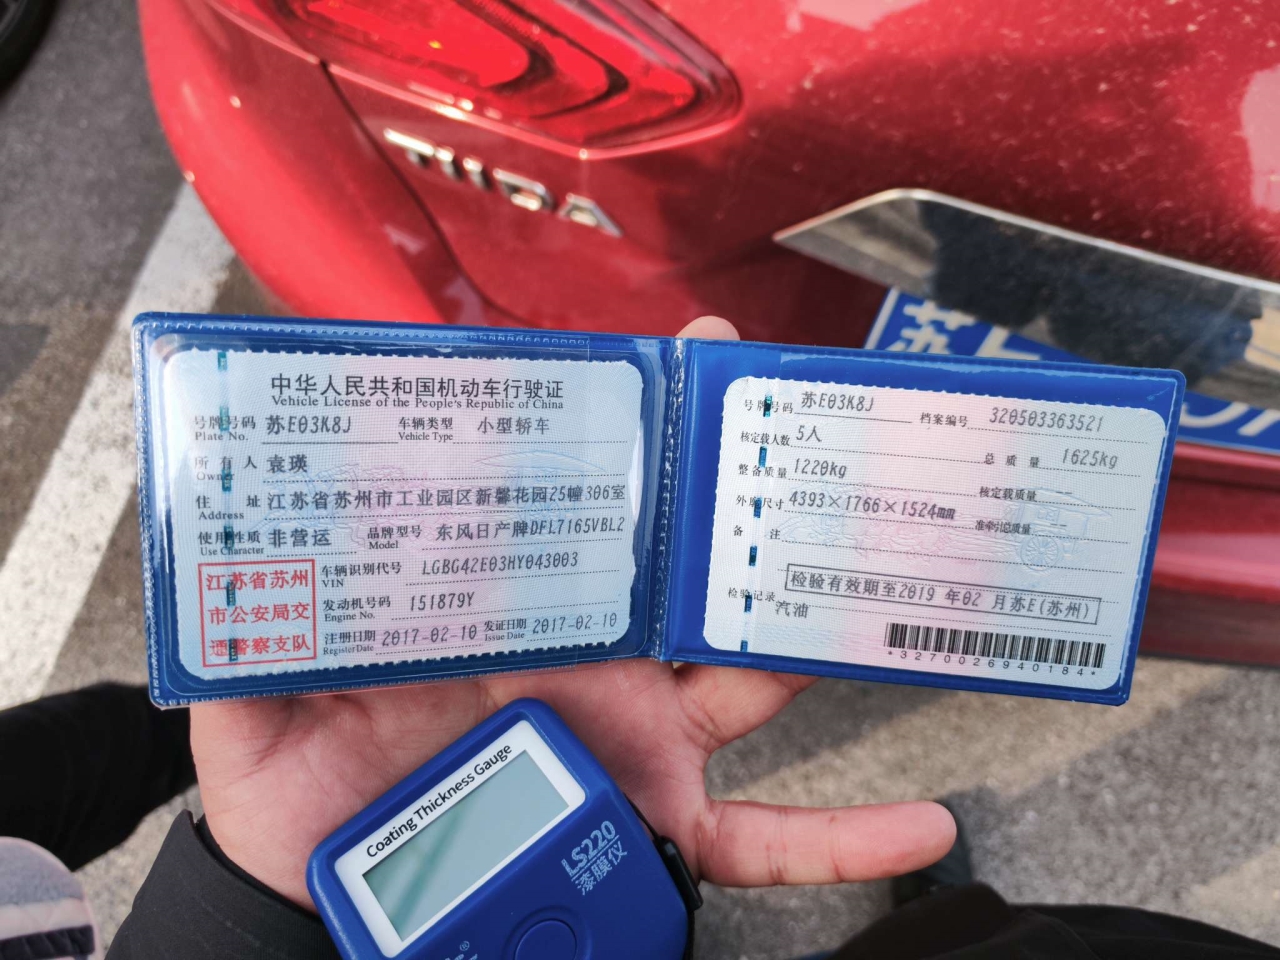 TIIDA
苏E
中华人民共和国机动车行驶证
Vehicle License of the People's Republic of China
号牌号码 苏E03K8J 车辆类型 小型轿车
Plate No. Vehicle Type
所有人 袁瑛
Owner
住址 江苏省苏州市工业园区新馨花园25幢306室
Address
使用性质 非营运 品牌型号 东风日产牌DFL7165VBL2
Use Character Model
江苏省苏州
市公安局交
通警察支队
车辆识别代号 LGBG42E03HY043003
VIN
发动机号码 151879Y
Engine No.
注册日期 2017-02-10 发证日期 2017-02-10
Register Date Issue Date
号牌号码 苏E03K8J 档案编号 320503363521
核定载人数 5人 总质量 1625kg
整备质量 1220kg 核定载质量
外廓尺寸 4393×1766×1524mm 准牵引总质量 --
备注
检验有效期至2019 年02 月苏E(苏州)
检验记录
汽油
*3270026940184*
Coating Thickness Gauge
LS220
漆膜仪